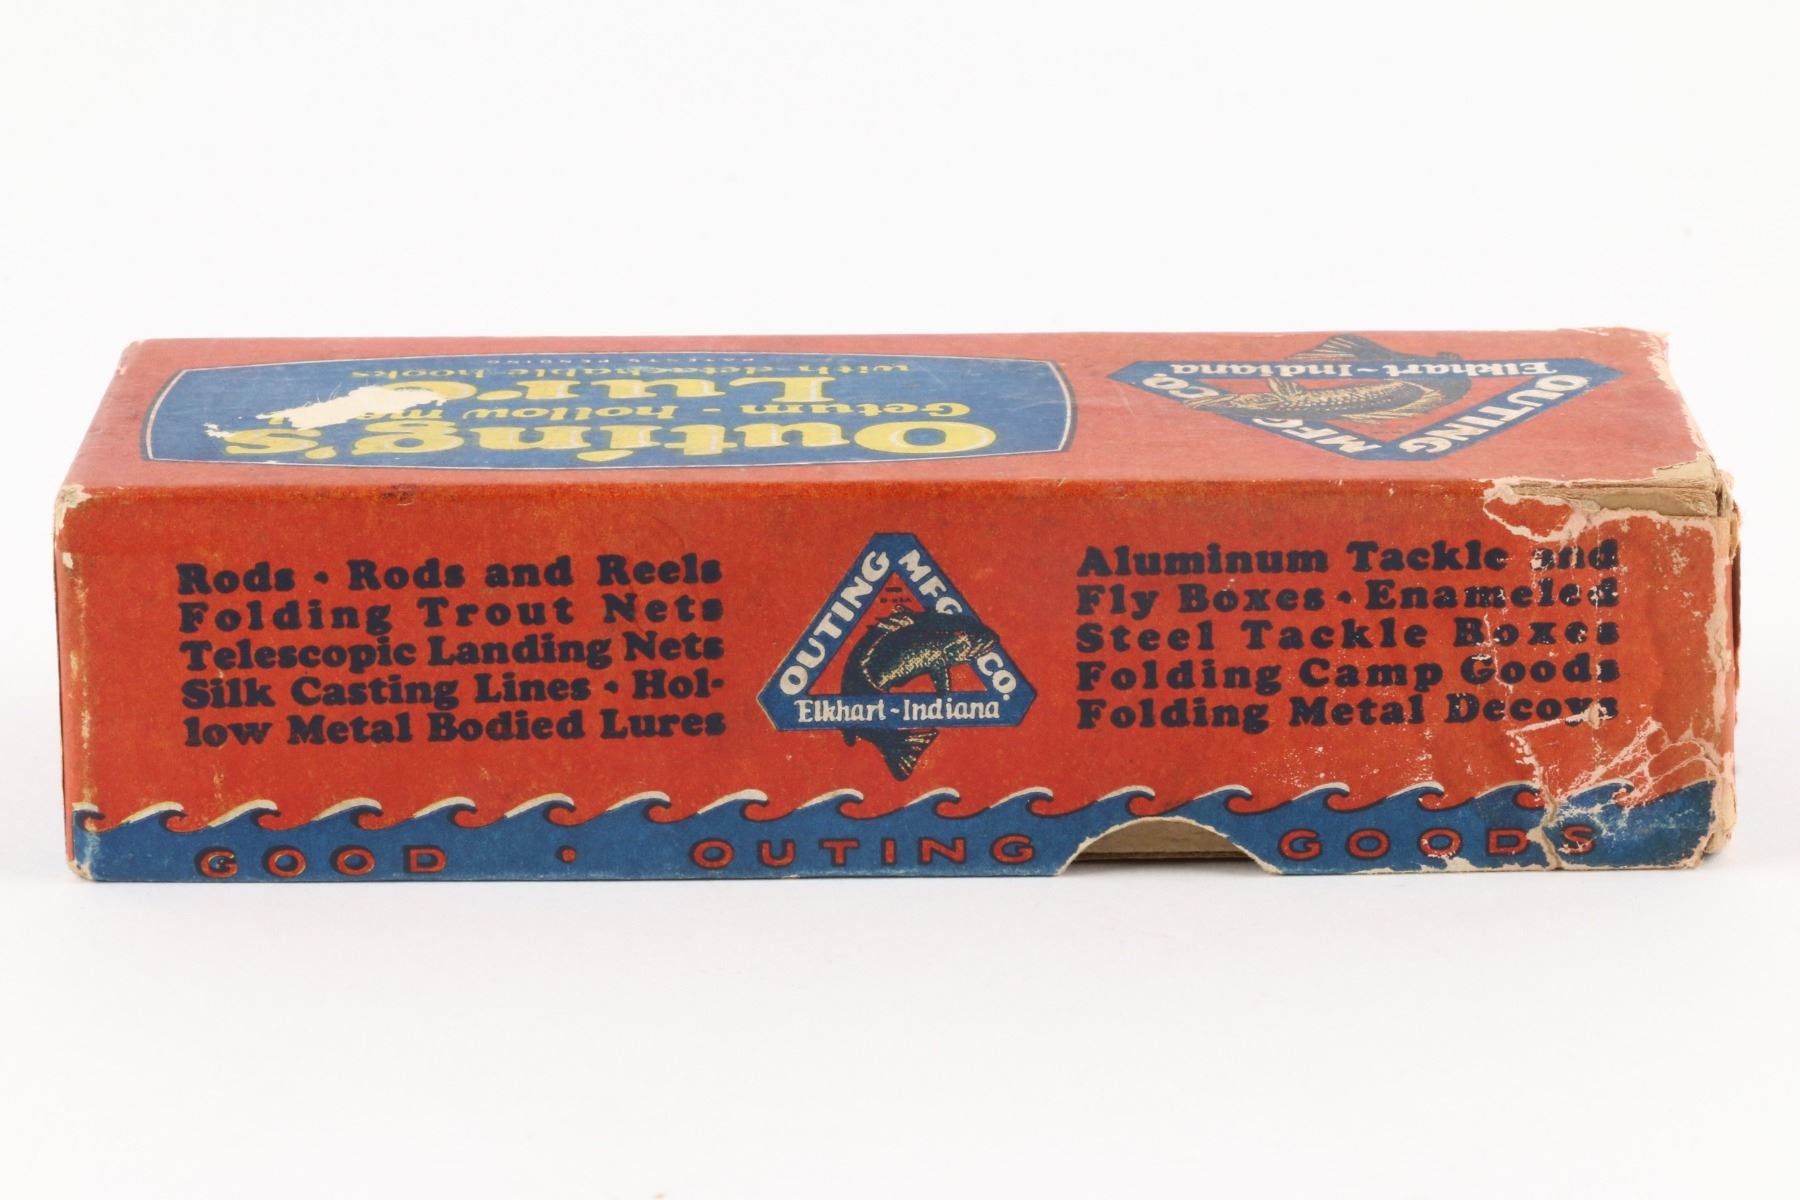 Outing's
Getum - hollow
Lure
with detachable hooks
PATENTS PENDING
OUTING MFG CO.
Elkhart-Indiana
Rods • Rods and Reels
Folding Trout Nets
Telescopic Landing Nets
Silk Casting Lines • Hol-
low Metal Bodied Lures
OUTING MFG CO.
Elkhart-Indiana
Aluminum Tackle and
Fly Boxes • Enameled
Steel Tackle Boxes
Folding Camp Goods
Folding Metal Decoys
GOOD • OUTING GOODS